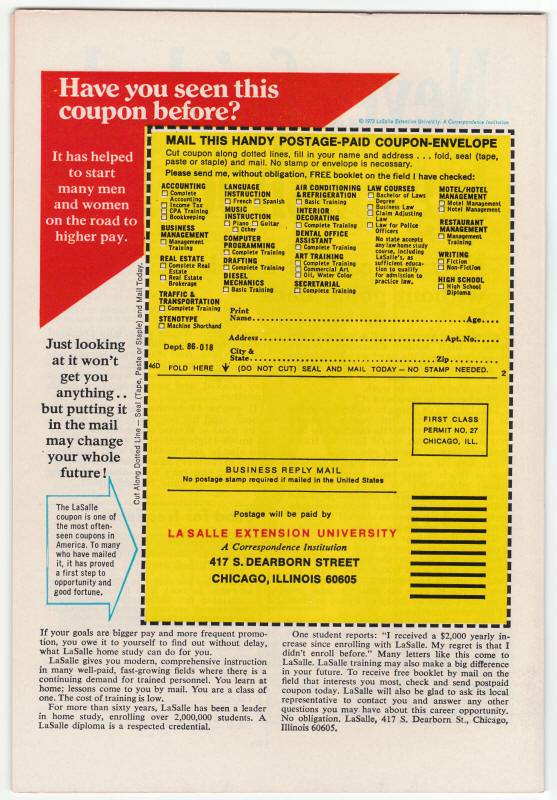 Have you seen this
coupon before?
© 1973 LaSalle Extension University. A Correspondence Institution
It has helped
to start
many men
and women
on the road to
higher pay.
Just looking
at it won't
get you
anything..
but putting it
in the mail
may change
your whole
future!
The LaSalle
coupon is one of
the most often-
seen coupons in
America. To many
who have mailed
it, it has proved
a first step to
opportunity and
good fortune.
Cut Along Dotted Line — Seal (Tape, Paste or Staple) and Mail Today.
MAIL THIS HANDY POSTAGE-PAID COUPON-ENVELOPE
Cut coupon along dotted lines, fill in your name and address . . . fold, seal (tape,
paste or staple) and mail. No stamp or envelope is necessary.
Please send me, without obligation, FREE booklet on the field I have checked:
ACCOUNTING
Complete
Accounting
Income Tax
CPA Training
Bookkeeping
BUSINESS
MANAGEMENT
Management
Training
REAL ESTATE
Complete Real
Estate
Real Estate
Brokerage
TRAFFIC &
TRANSPORTATION
Complete Training
STENOTYPE
Machine Shorthand
LANGUAGE
INSTRUCTION
French Spanish
MUSIC
INSTRUCTION
Piano Guitar
Other
COMPUTER
PROGRAMMING
Complete Training
DRAFTING
Complete Training
DIESEL
MECHANICS
Basic Training
AIR CONDITIONING
& REFRIGERATION
Basic Training
INTERIOR
DECORATING
Complete Training
DENTAL OFFICE
ASSISTANT
Complete Training
ART TRAINING
Complete Training
Commercial Art
Oil, Water Color
SECRETARIAL
Complete Training
LAW COURSES
Bachelor of Laws
Degree
Business Law
Claim Adjusting
Law
Law for Police
Officers
No state accepts
any law home study
course, including
LaSalle's, as
sufficient educa-
tion to qualify
for admission to
practice law.
MOTEL/HOTEL
MANAGEMENT
Motel Management
Hotel Management
RESTAURANT
MANAGEMENT
Management
Training
WRITING
Fiction
Non-Fiction
HIGH SCHOOL
High School
Diploma
Print
Name Age
Address Apt. No.
Dept. 86-018
City &
State Zip
46D FOLD HERE (DO NOT CUT) SEAL AND MAIL TODAY — NO STAMP NEEDED. 2
FIRST CLASS
PERMIT NO. 27
CHICAGO, ILL.
BUSINESS REPLY MAIL
No postage stamp required if mailed in the United States
Postage will be paid by
LA SALLE EXTENSION UNIVERSITY
A Correspondence Institution
417 S. DEARBORN STREET
CHICAGO, ILLINOIS 60605
If your goals are bigger pay and more frequent promo-
tion, you owe it to yourself to find out without delay,
what LaSalle home study can do for you.
LaSalle gives you modern, comprehensive instruction
in many well-paid, fast-growing fields where there is a
continuing demand for trained personnel. You learn at
home; lessons come to you by mail. You are a class of
one. The cost of training is low.
For more than sixty years, LaSalle has been a leader
in home study, enrolling over 2,000,000 students. A
LaSalle diploma is a respected credential.
One student reports: "I received a $2,000 yearly in-
crease since enrolling with LaSalle. My regret is that I
didn't enroll before." Many letters like this come to
LaSalle. LaSalle training may also make a big difference
in your future. To receive free booklet by mail on the
field that interests you most, check and send postpaid
coupon today. LaSalle will also be glad to ask its local
representative to contact you and answer any other
questions you may have about this career opportunity.
No obligation. LaSalle, 417 S. Dearborn St., Chicago,
Illinois 60605.